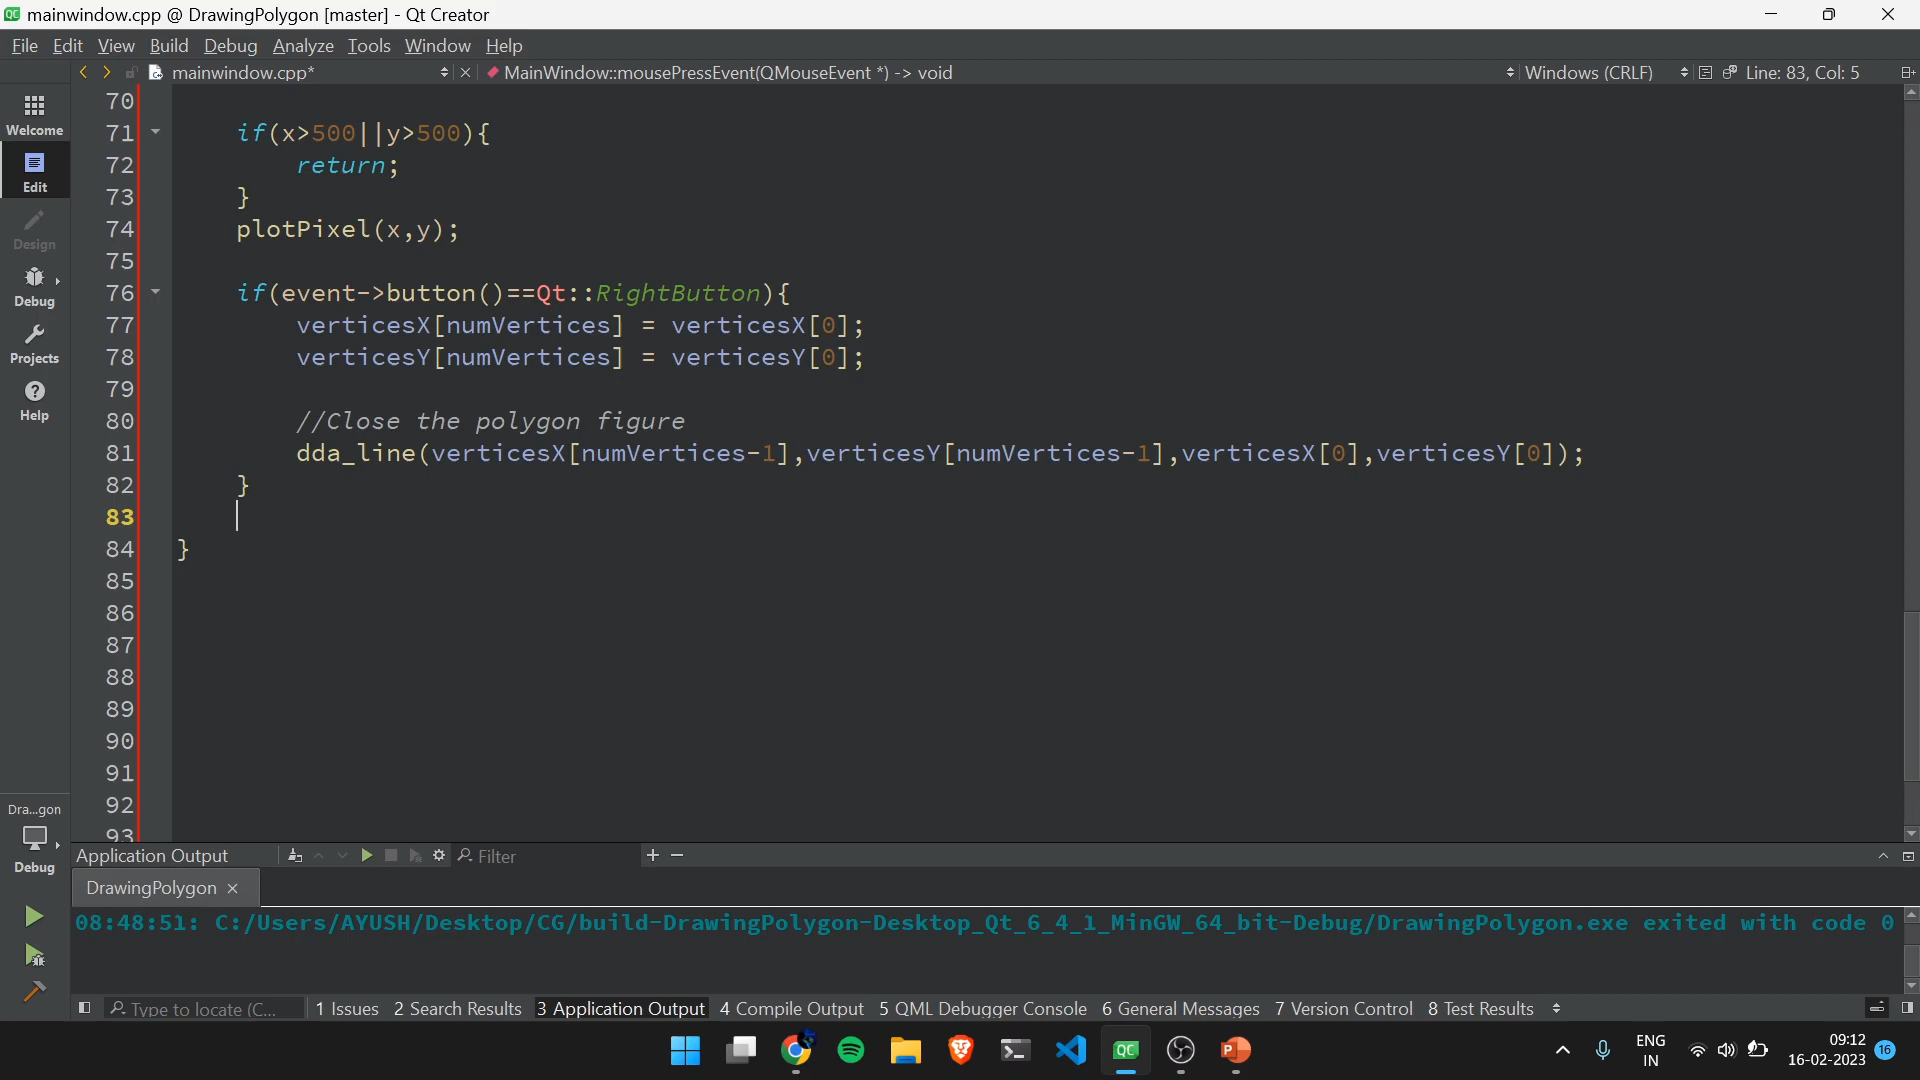 mainwindow.cpp @ DrawingPolygon [master] - Qt Creator
File Edit View Build Debug Analyze Tools Window Help
mainwindow.cpp* MainWindow::mousePressEvent(QMouseEvent *) -> void Windows (CRLF) Line: 83, Col: 5
Welcome
Edit
Design
Debug
Projects
Help
70
71 if(x>500||y>500){
72 return;
73 }
74 plotPixel(x,y);
75
76 if(event->button()==Qt::RightButton){
77 verticesX[numVertices] = verticesX[0];
78 verticesY[numVertices] = verticesY[0];
79
80 //Close the polygon figure
81 dda_line(verticesX[numVertices-1],verticesY[numVertices-1],verticesX[0],verticesY[0]);
82 }
83
84 }
85
86
87
88
89
90
91
92
93
Dra...gon
Debug
Application Output Filter
DrawingPolygon
08:48:51: C:/Users/AYUSH/Desktop/CG/build-DrawingPolygon-Desktop_Qt_6_4_1_MinGW_64_bit-Debug/DrawingPolygon.exe exited with code 0
Type to locate (C... 1 Issues 2 Search Results 3 Application Output 4 Compile Output 5 QML Debugger Console 6 General Messages 7 Version Control 8 Test Results
ENG
IN
09:12
16-02-2023
16